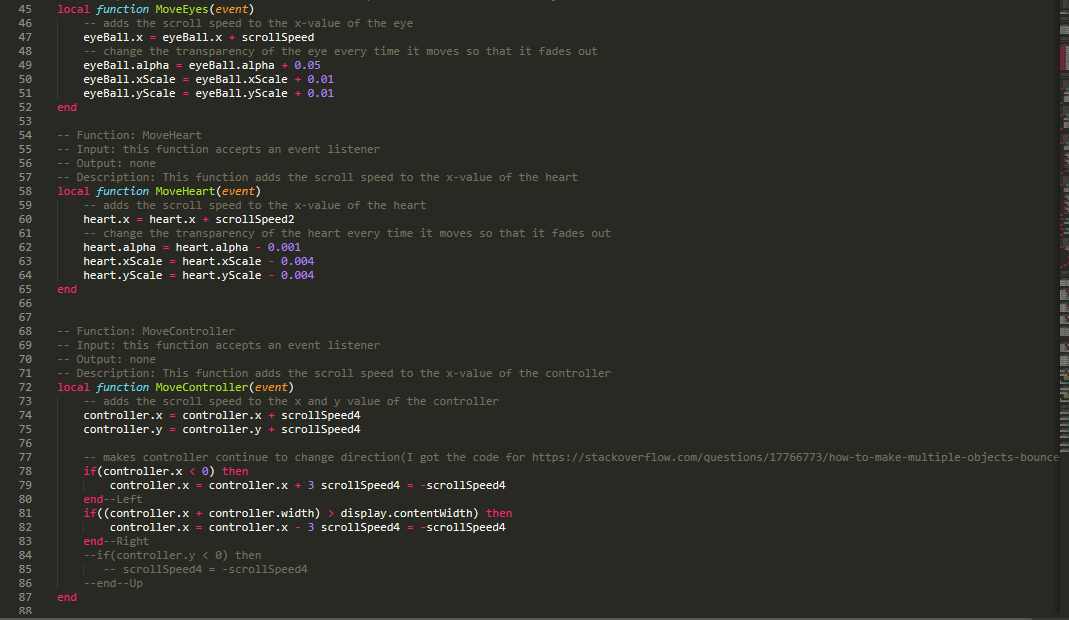 45 local function MoveEyes(event)
46 -- adds the scroll speed to the x-value of the eye
47 eyeBall.x = eyeBall.x + scrollSpeed
48 -- change the transparency of the eye every time it moves so that it fades out
49 eyeBall.alpha = eyeBall.alpha + 0.05
50 eyeBall.xScale = eyeBall.xScale + 0.01
51 eyeBall.yScale = eyeBall.yScale + 0.01
52 end
53
54 -- Function: MoveHeart
55 -- Input: this function accepts an event listener
56 -- Output: none
57 -- Description: This function adds the scroll speed to the x-value of the heart
58 local function MoveHeart(event)
59 -- adds the scroll speed to the x-value of the heart
60 heart.x = heart.x + scrollSpeed2
61 -- change the transparency of the heart every time it moves so that it fades out
62 heart.alpha = heart.alpha - 0.001
63 heart.xScale = heart.xScale - 0.004
64 heart.yScale = heart.yScale - 0.004
65 end
66
67
68 -- Function: MoveController
69 -- Input: this function accepts an event listener
70 -- Output: none
71 -- Description: This function adds the scroll speed to the x-value of the controller
72 local function MoveController(event)
73 -- adds the scroll speed to the x and y value of the controller
74 controller.x = controller.x + scrollSpeed4
75 controller.y = controller.y + scrollSpeed4
76
77 -- makes controller continue to change direction(I got the code for https://stackoverflow.com/questions/17766773/how-to-make-multiple-objects-bounce
78 if(controller.x < 0) then
79 controller.x = controller.x + 3 scrollSpeed4 = -scrollSpeed4
80 end--Left
81 if((controller.x + controller.width) > display.contentWidth) then
82 controller.x = controller.x - 3 scrollSpeed4 = -scrollSpeed4
83 end--Right
84 --if(controller.y < 0) then
85 -- scrollSpeed4 = -scrollSpeed4
86 --end--Up
87 end
88